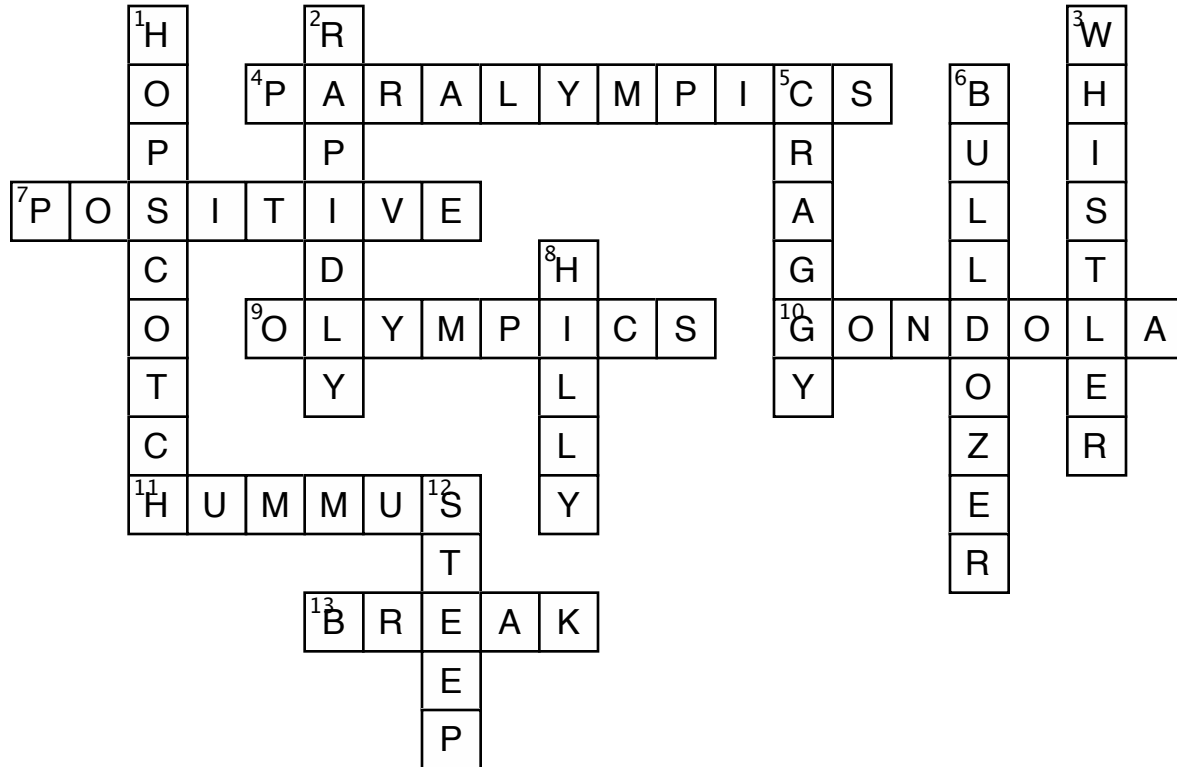 1H 2R 3W
O 4P A R A L Y M P I 5C S 6B H
P P R U I
7P O S I T I V E A L S
C D 8H G L T
O 9O L Y M P I C S 10G O N D O L A
T Y L Y O E
C L Z R
11H U M M U 12S Y E
T R
13B R E A K
E
P